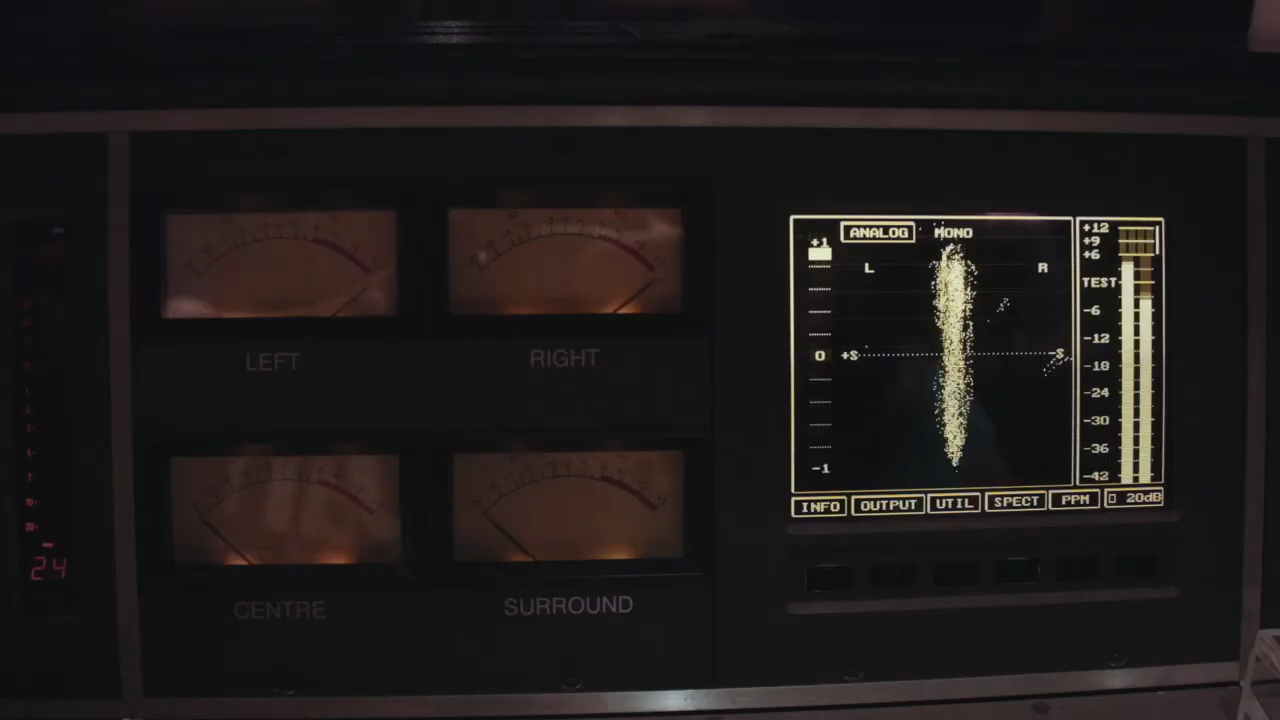 LEFT
RIGHT
CENTRE
SURROUND
24
ANALOG MONO
+1
L R
0 +S -S
-1
+12
+9
+6
TEST
-6
-12
-18
-24
-30
-36
-42
INFO OUTPUT UTIL SPECT PPM 20dB